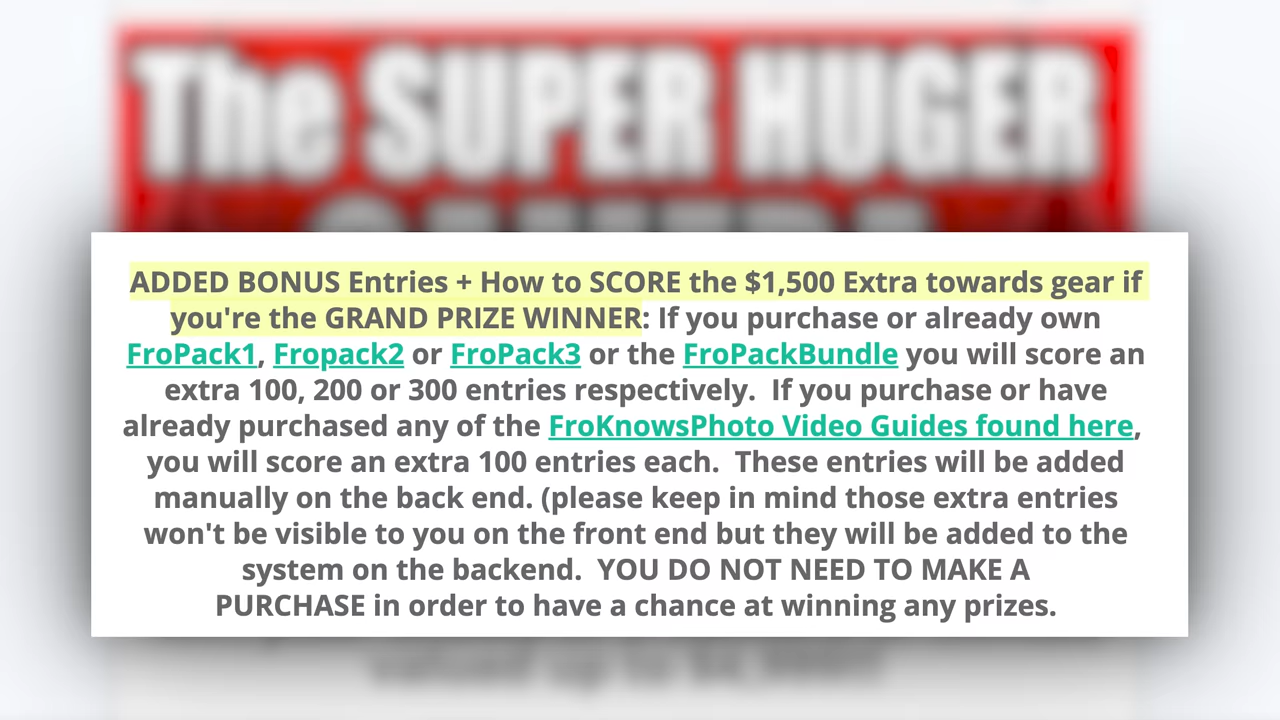 The SUPER HUGER
ADDED BONUS Entries + How to SCORE the $1,500 Extra towards gear if
you're the GRAND PRIZE WINNER: If you purchase or already own
FroPack1, Fropack2 or FroPack3 or the FroPackBundle you will score an
extra 100, 200 or 300 entries respectively.  If you purchase or have
already purchased any of the FroKnowsPhoto Video Guides found here,
you will score an extra 100 entries each.  These entries will be added
manually on the back end. (please keep in mind those extra entries
won't be visible to you on the front end but they will be added to the
system on the backend.  YOU DO NOT NEED TO MAKE A
PURCHASE in order to have a chance at winning any prizes.
valued up to